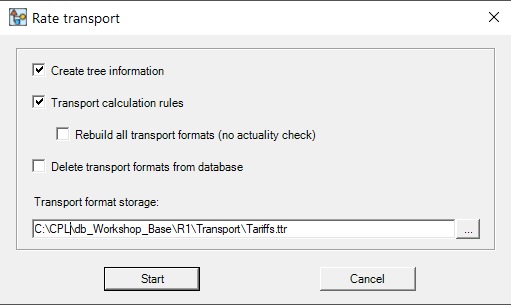 Rate transport
Create tree information
Transport calculation rules
Rebuild all transport formats (no actuality check)
Delete transport formats from database
Transport format storage:
C:\CPL\db_Workshop_Base\R1\Transport\Tariffs.ttr
...
Start
Cancel